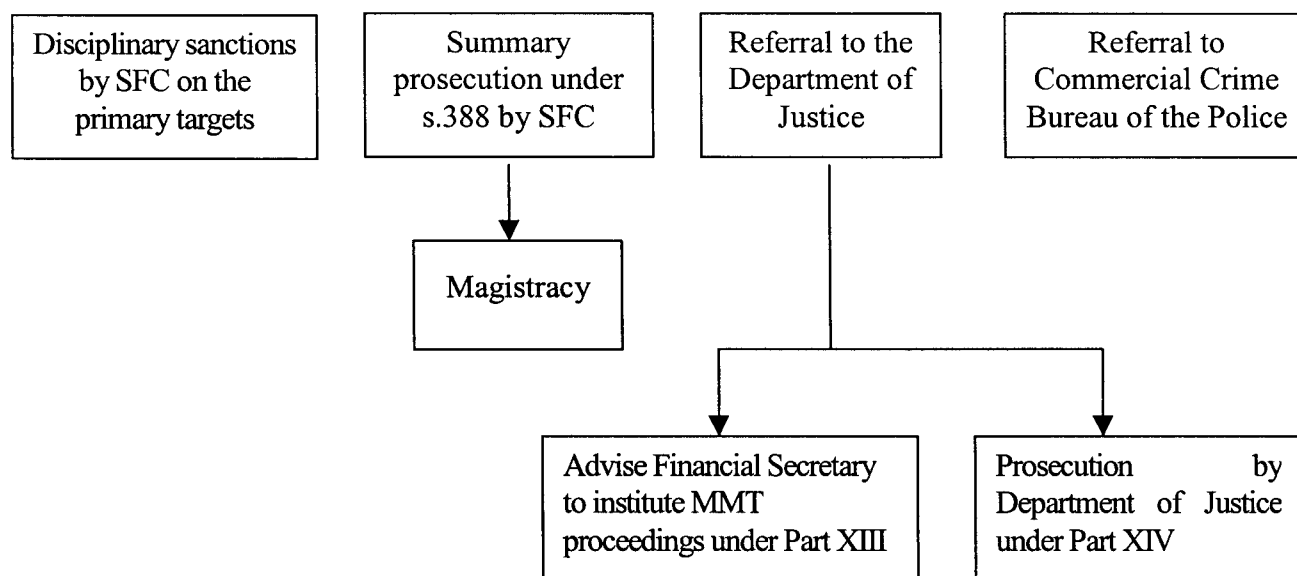 Disciplinary sanctions
by SFC on the
primary targets
Summary
prosecution under
s.388 by SFC
Referral to the
Department of
Justice
Referral to
Commercial Crime
Bureau of the Police
Magistracy
Advise Financial Secretary
to institute MMT
proceedings under Part XIII
Prosecution by
Department of Justice
under Part XIV